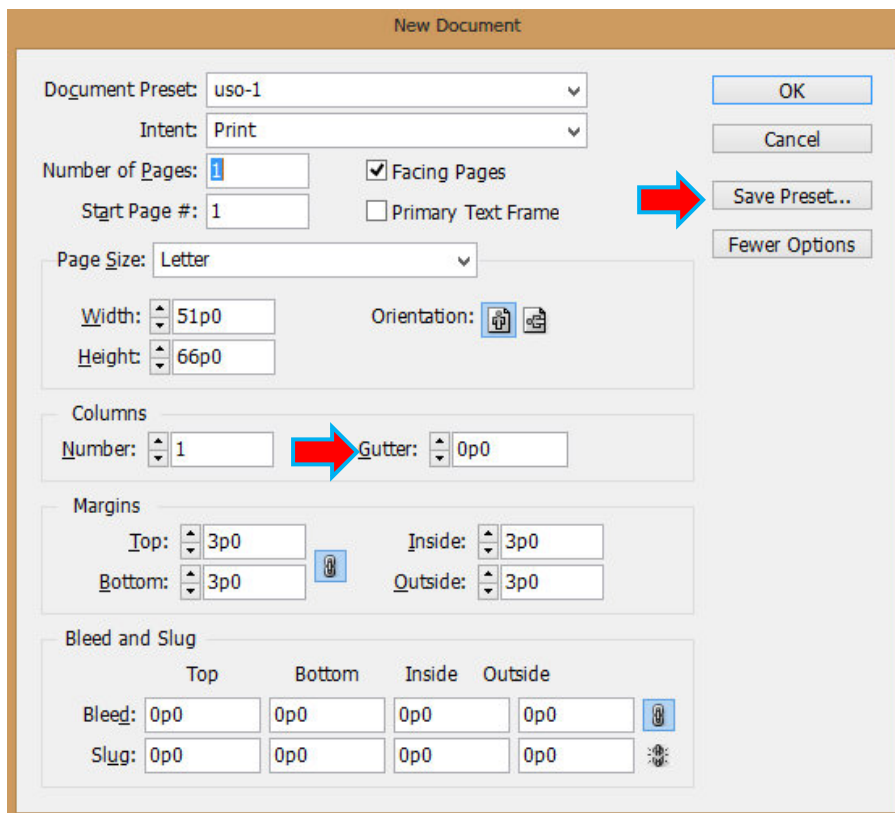 New Document
Document Preset: uso-1 OK
Intent: Print Cancel
Number of Pages: 1 Facing Pages Save Preset...
Start Page #: 1 Primary Text Frame
Fewer Options
Page Size: Letter
Width: 51p0 Orientation:
Height: 66p0
Columns
Number: 1 Gutter: 0p0
Margins
Top: 3p0 Inside: 3p0
Bottom: 3p0 Outside: 3p0
Bleed and Slug
Top Bottom Inside Outside
Bleed: 0p0 0p0 0p0 0p0
Slug: 0p0 0p0 0p0 0p0